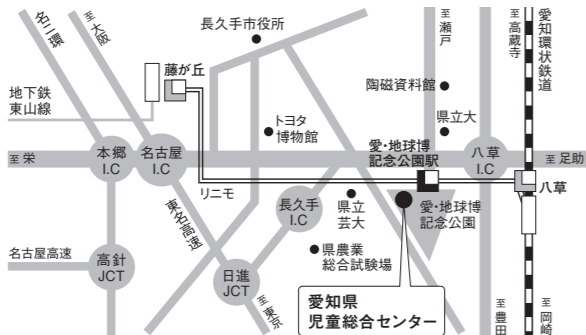 名二環
至大阪
長久手市役所
至瀬戸
至高蔵寺
愛知環状鉄道
藤が丘
地下鉄
東山線
陶磁資料館
トヨタ
博物館
県立大
愛・地球博
記念公園駅
至栄
本郷
I.C
名古屋
I.C
八草
I.C
至足助
リニモ
八草
東名高速
長久手
I.C
県立
芸大
愛・地球博
記念公園
名古屋高速
高針
JCT
日進
JCT
県農業
総合試験場
至東京
愛知県
児童総合センター
至豊田
至岡崎